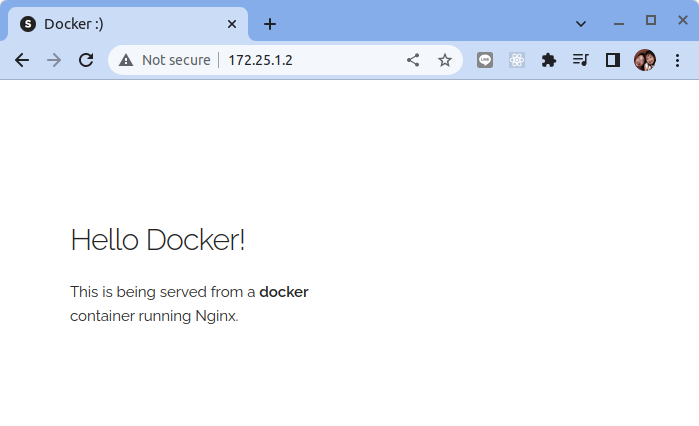 S Docker :)
Not secure 172.25.1.2
Hello Docker!
This is being served from a docker
container running Nginx.